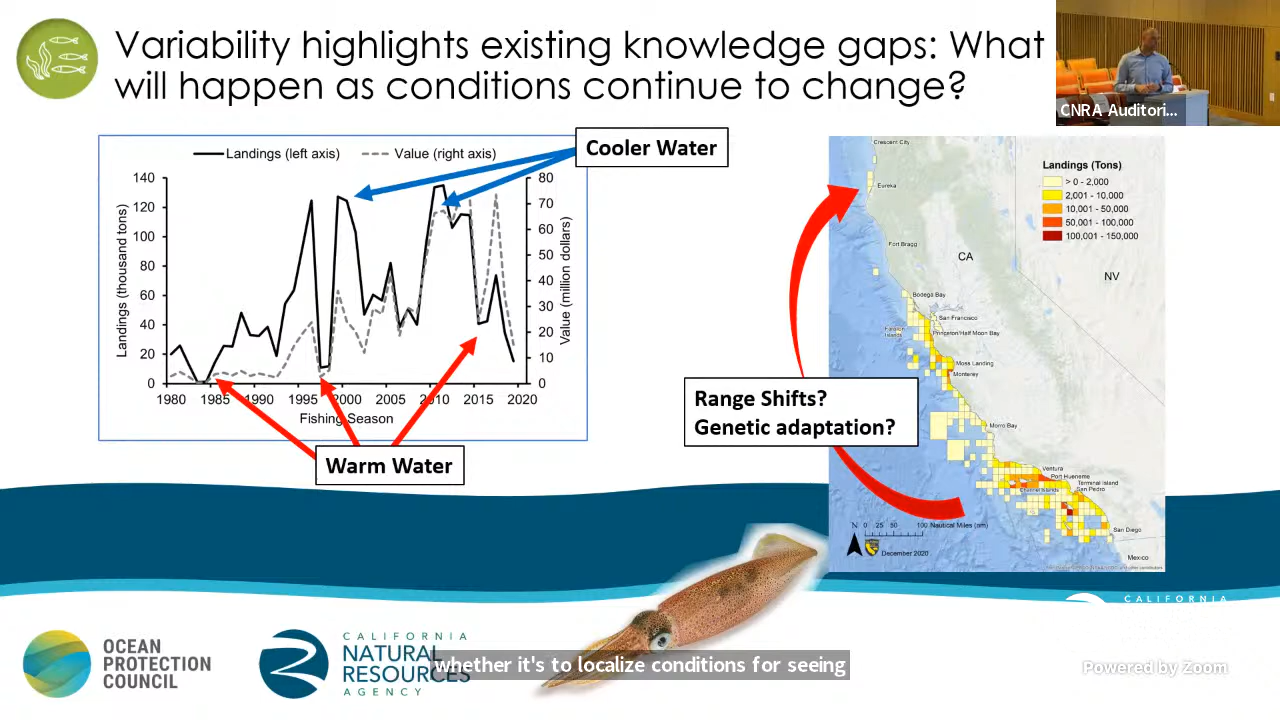 Variability highlights existing knowledge gaps: What
will happen as conditions continue to change?
CNRA Auditori...
Landings (left axis)
Value (right axis)
Cooler Water
140
120
100
80
60
40
20
0
80
70
60
50
40
30
20
10
0
Landings (thousand tons)
Value (million dollars)
1980 1985 1990 1995 2000 2005 2010 2015 2020
Fishing Season
Warm Water
Range Shifts?
Genetic adaptation?
Landings (Tons)
> 0 - 2,000
2,001 - 10,000
10,001 - 50,000
50,001 - 100,000
100,001 - 150,000
Crescent City
Eureka
Fort Bragg
CA
NV
Bodega Bay
San Francisco
Farallon
Islands
Princeton/Half Moon Bay
Moss Landing
Monterey
Morro Bay
Ventura
Port Hueneme
Channel Islands
Terminal Island
San Pedro
San Diego
Mexico
N 0 25 50 100 Nautical Miles (nm)
December 2020
CALIFORNIA
OCEAN
PROTECTION
COUNCIL
CALIFORNIA
NATURAL
RESOURCES
AGENCY
whether it's to localize conditions for seeing
Powered by Zoom